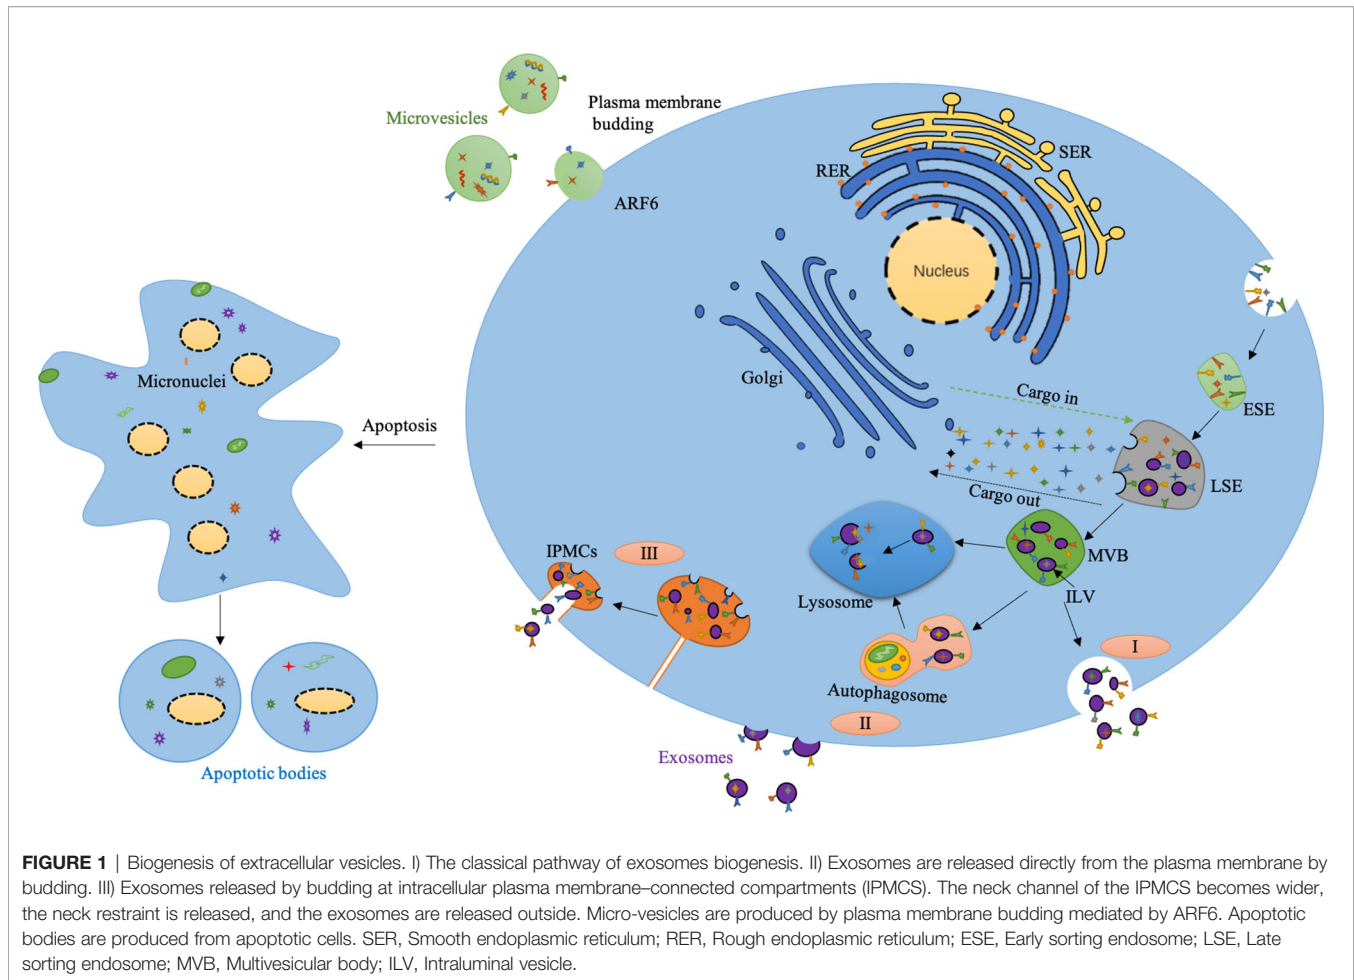 Microvesicles
Plasma membrane
budding
ARF6
SER
RER
Nucleus
Golgi
Cargo in
ESE
LSE
Cargo out
MVB
ILV
Lysosome
Autophagosome
I
II
III
IPMCs
Exosomes
Apoptosis
Micronuclei
Apoptotic bodies
FIGURE 1 | Biogenesis of extracellular vesicles. I) The classical pathway of exosomes biogenesis. II) Exosomes are released directly from the plasma membrane by
budding. III) Exosomes released by budding at intracellular plasma membrane–connected compartments (IPMCS). The neck channel of the IPMCS becomes wider,
the neck restraint is released, and the exosomes are released outside. Micro-vesicles are produced by plasma membrane budding mediated by ARF6. Apoptotic
bodies are produced from apoptotic cells. SER, Smooth endoplasmic reticulum; RER, Rough endoplasmic reticulum; ESE, Early sorting endosome; LSE, Late
sorting endosome; MVB, Multivesicular body; ILV, Intraluminal vesicle.